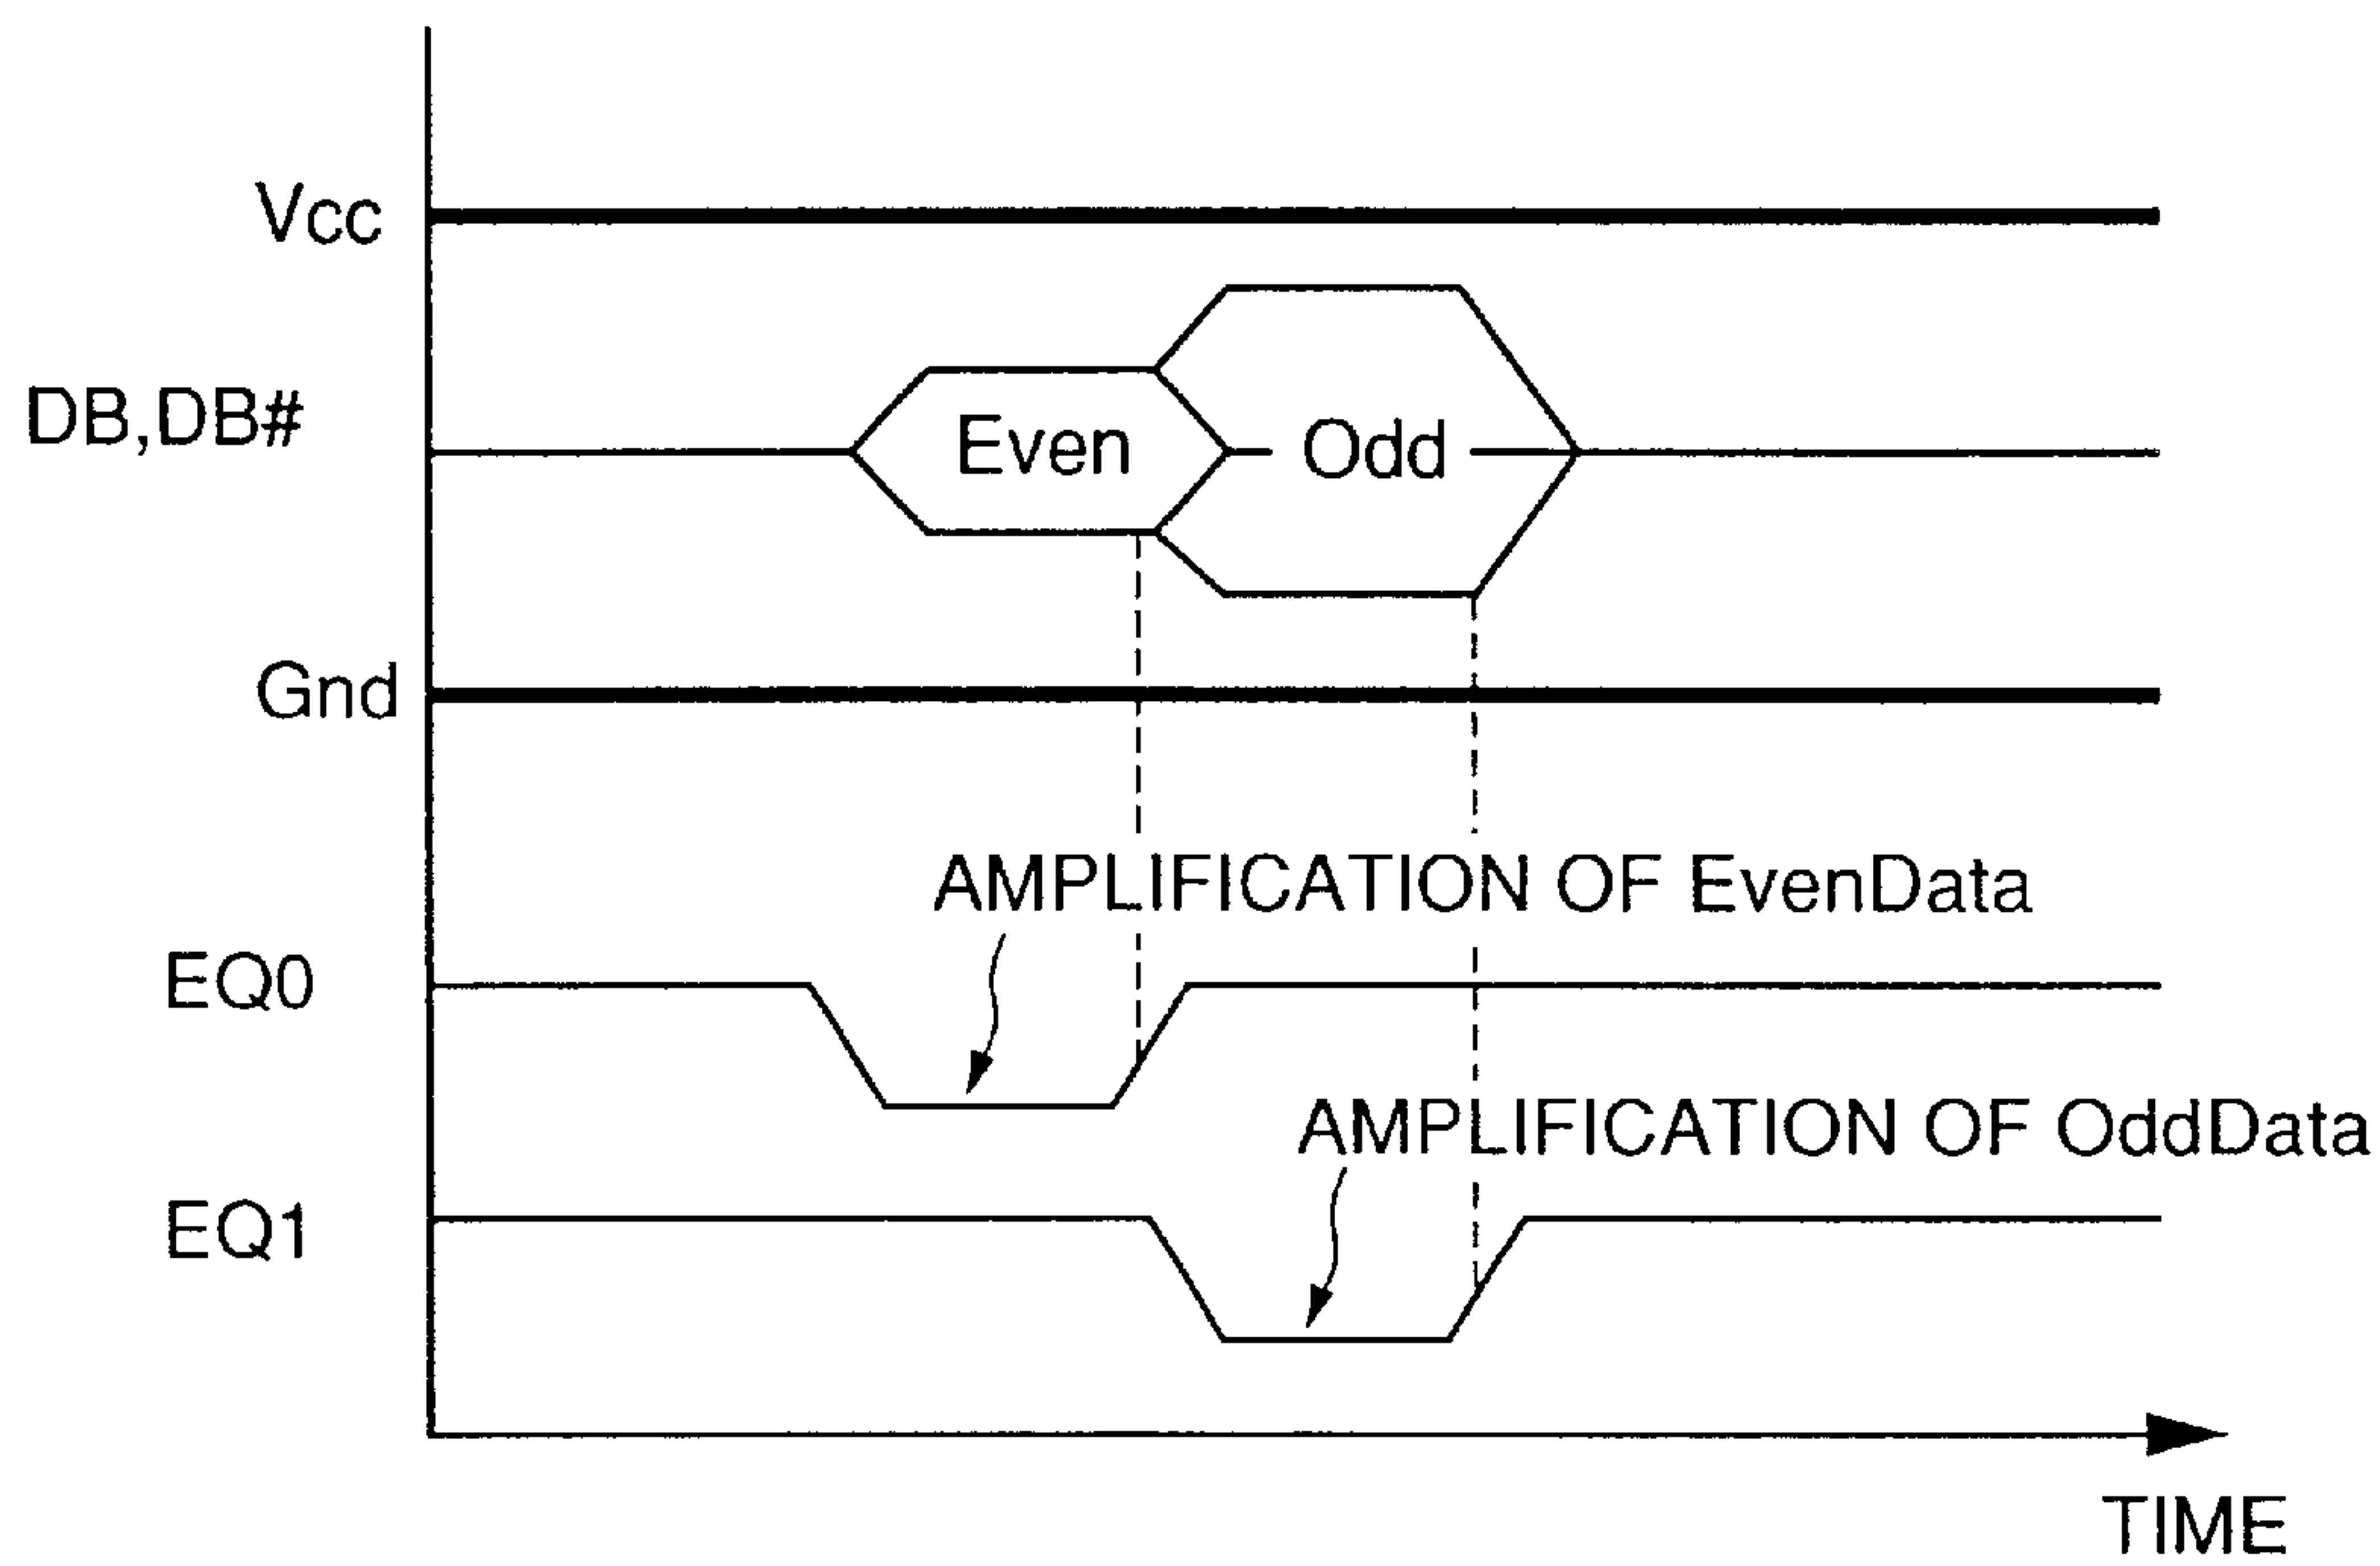 Vcc
DB,DB#
Even
Odd
Gnd
AMPLIFICATION OF EvenData
EQ0
AMPLIFICATION OF OddData
EQ1
TIME